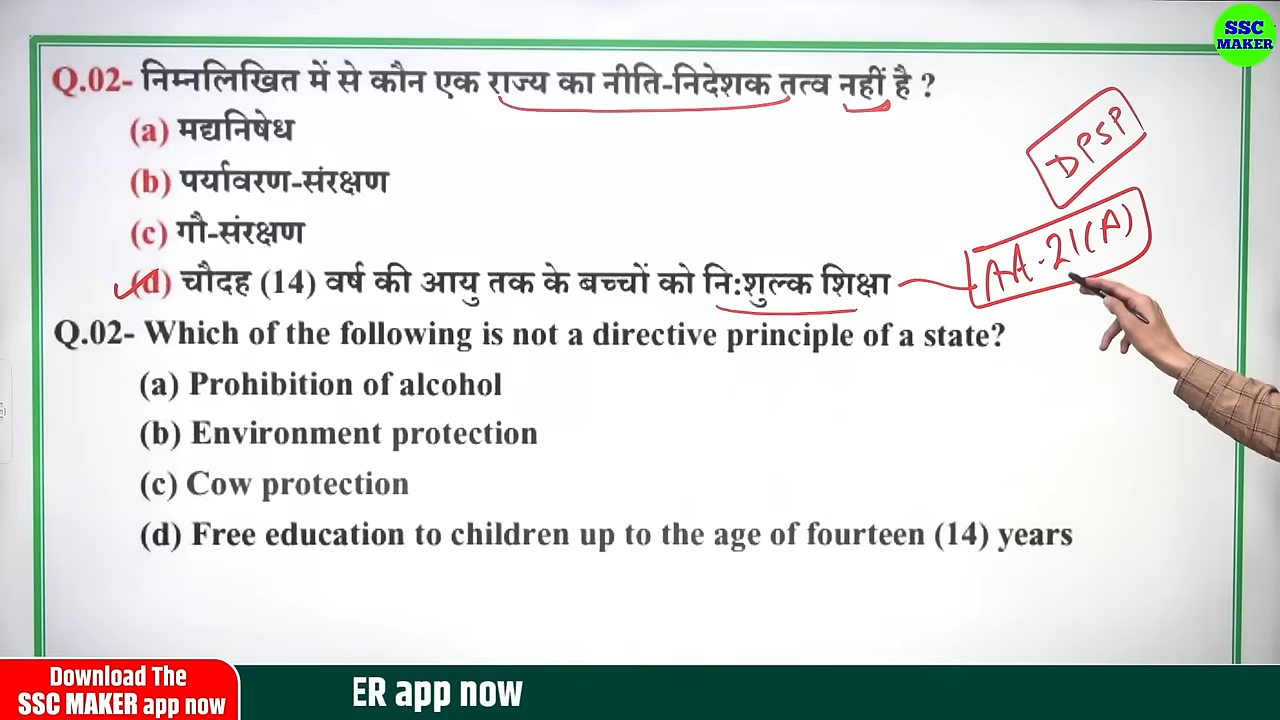 SSC
MAKER
Q.02- निम्नलिखित में से कौन एक राज्य का नीति-निदेशक तत्व नहीं है ?
(a) मद्यनिषेध
(b) पर्यावरण-संरक्षण
(c) गौ-संरक्षण
(d) चौदह (14) वर्ष की आयु तक के बच्चों को नि:शुल्क शिक्षा
DPSP
AA-21(A)
Q.02- Which of the following is not a directive principle of a state?
(a) Prohibition of alcohol
(b) Environment protection
(c) Cow protection
(d) Free education to children up to the age of fourteen (14) years
Download The
SSC MAKER app now
ER app now